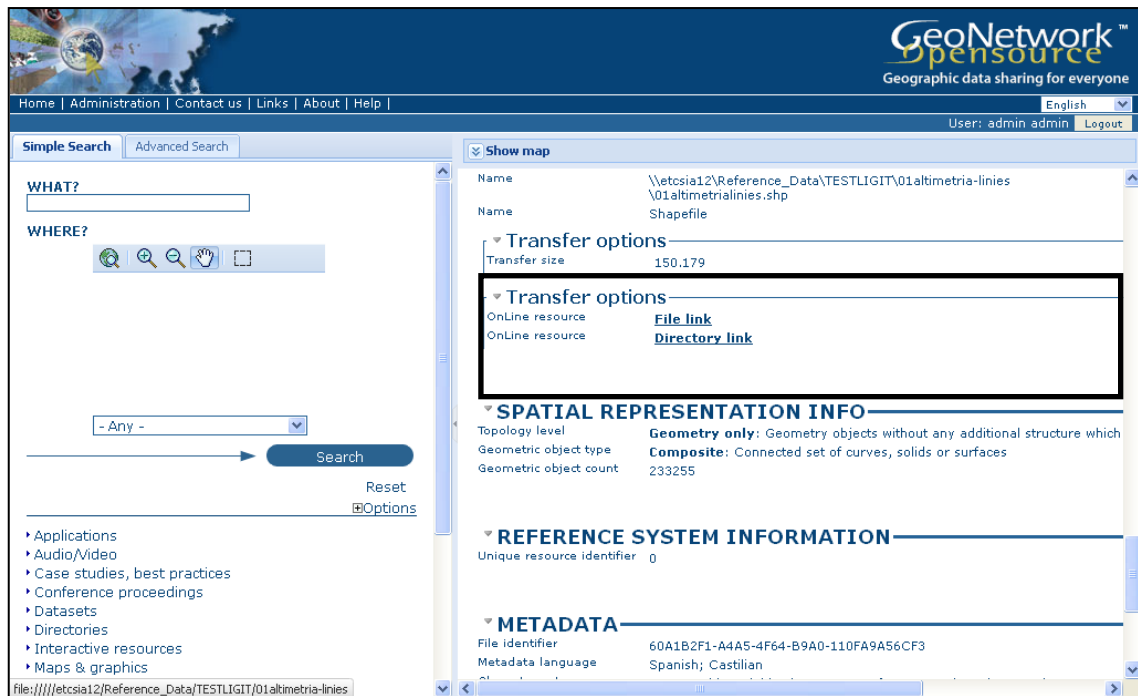 GeoNetwork™
Opensource
Geographic data sharing for everyone
Home | Administration | Contact us | Links | About | Help |
English
User: admin admin Logout
Simple Search Advanced Search
WHAT?
WHERE?
- Any -
Search
Reset
Options
Applications
Audio/Video
Case studies, best practices
Conference proceedings
Datasets
Directories
Interactive resources
Maps & graphics
file://///etcsia12/Reference_Data/TESTLIGIT/01altimetria-linies
Show map
Name \\etcsia12\Reference_Data\TESTLIGIT\01altimetria-linies
\01altimetrialinies.shp
Name Shapefile
Transfer options
Transfer size 150.179
Transfer options
OnLine resource File link
OnLine resource Directory link
SPATIAL REPRESENTATION INFO
Topology level Geometry only: Geometry objects without any additional structure which
Geometric object type Composite: Connected set of curves, solids or surfaces
Geometric object count 233255
REFERENCE SYSTEM INFORMATION
Unique resource identifier 0
METADATA
File identifier 60A1B2F1-A4A5-4F64-B9A0-110FA9A56CF3
Metadata language Spanish; Castilian